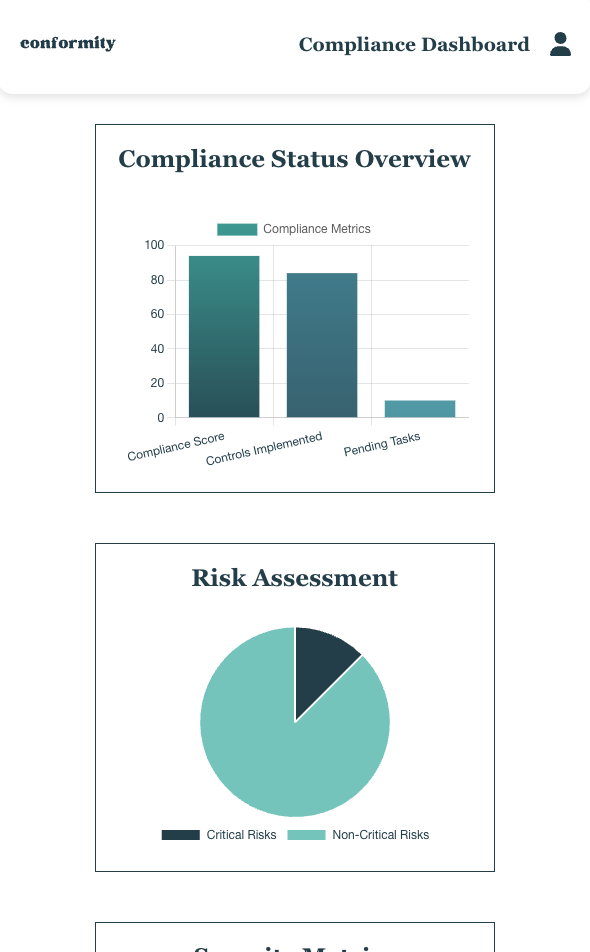 conformity
Compliance Dashboard
Compliance Status Overview
Compliance Metrics
100
80
60
40
20
0
Compliance Score
Controls Implemented
Pending Tasks
Risk Assessment
Critical Risks
Non-Critical Risks